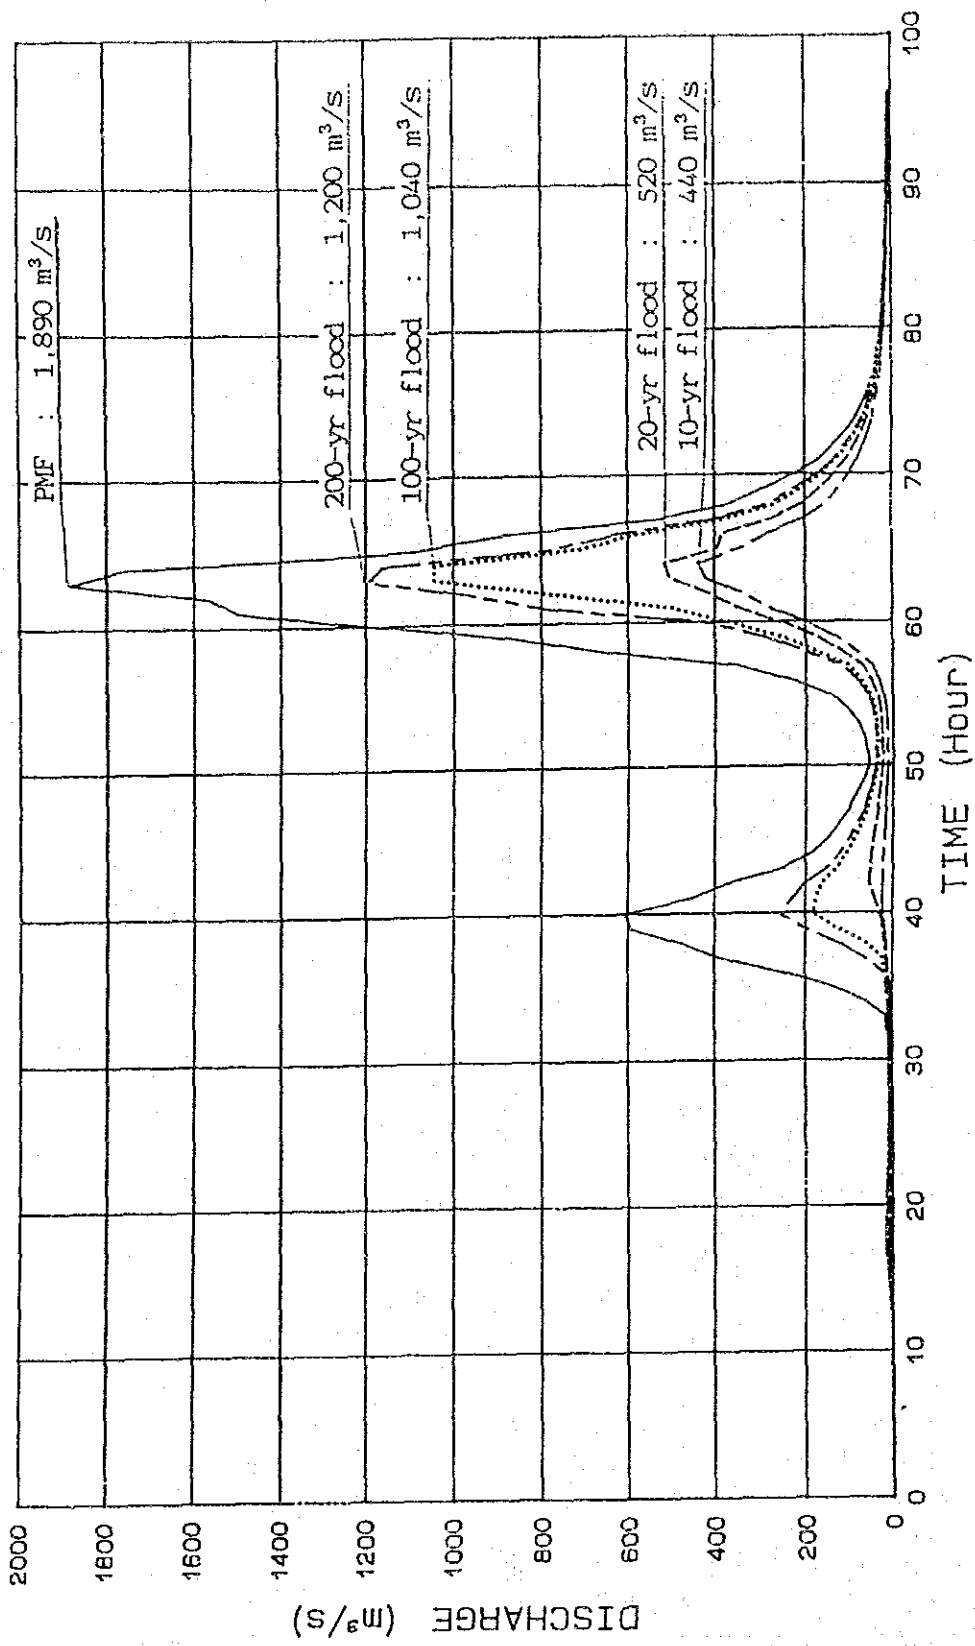 PMF : 1,890 m³/s
200-yr flood : 1,200 m³/s
100-yr flood : 1,040 m³/s
20-yr flood : 520 m³/s
10-yr flood : 440 m³/s
DISCHARGE (m³/s)
2000
1800
1600
1400
1200
1000
800
600
400
200
0
0 10 20 30 40 50 60 70 80 90 100
TIME (Hour)